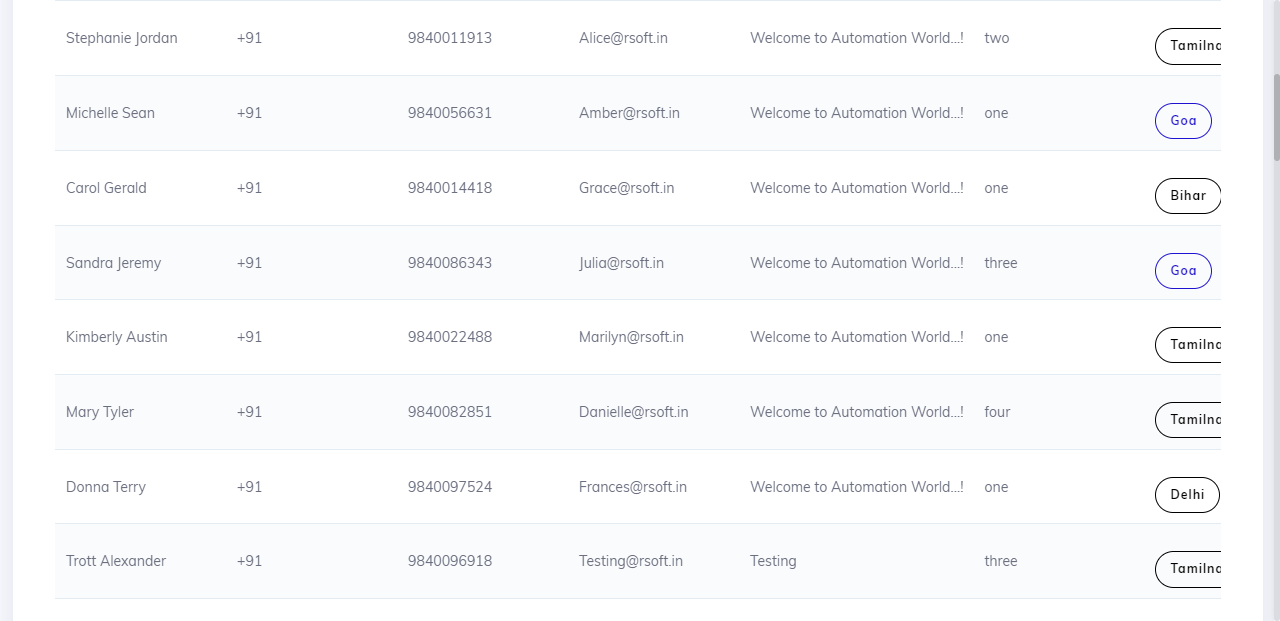 Stephanie Jordan +91 9840011913 Alice@rsoft.in Welcome to Automation World...! two
Michelle Sean +91 9840056631 Amber@rsoft.in Welcome to Automation World...! one Goa
Carol Gerald +91 9840014418 Grace@rsoft.in Welcome to Automation World...! one Bihar
Sandra Jeremy +91 9840086343 Julia@rsoft.in Welcome to Automation World...! three Goa
Kimberly Austin +91 9840022488 Marilyn@rsoft.in Welcome to Automation World...! one
Mary Tyler +91 9840082851 Danielle@rsoft.in Welcome to Automation World...! four
Donna Terry +91 9840097524 Frances@rsoft.in Welcome to Automation World...! one Delhi
Trott Alexander +91 9840096918 Testing@rsoft.in Testing three